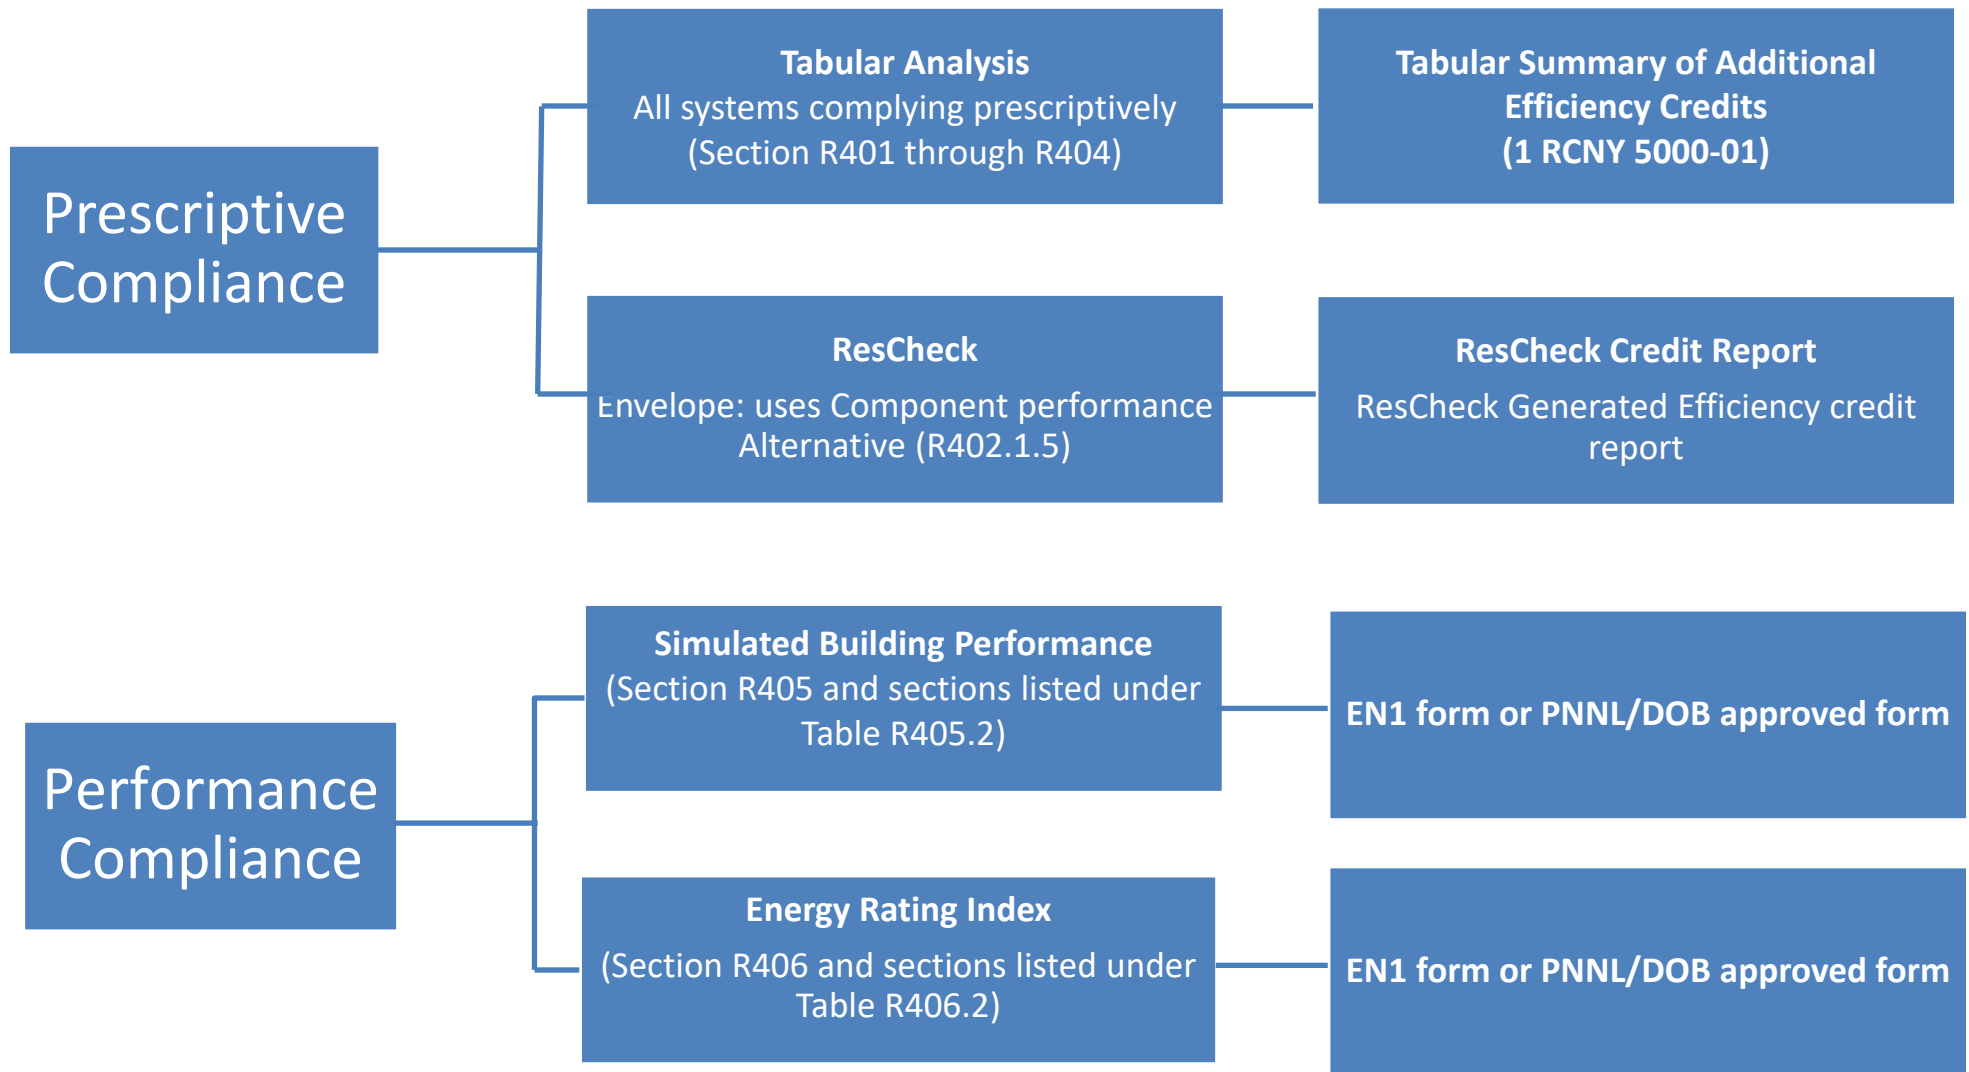 Prescriptive
Compliance
Tabular Analysis
All systems complying prescriptively
(Section R401 through R404)
Tabular Summary of Additional
Efficiency Credits
(1 RCNY 5000-01)
ResCheck
Envelope: uses Component performance
Alternative (R402.1.5)
ResCheck Credit Report
ResCheck Generated Efficiency credit
report
Performance
Compliance
Simulated Building Performance
(Section R405 and sections listed under
Table R405.2)
EN1 form or PNNL/DOB approved form
Energy Rating Index
(Section R406 and sections listed under
Table R406.2)
EN1 form or PNNL/DOB approved form